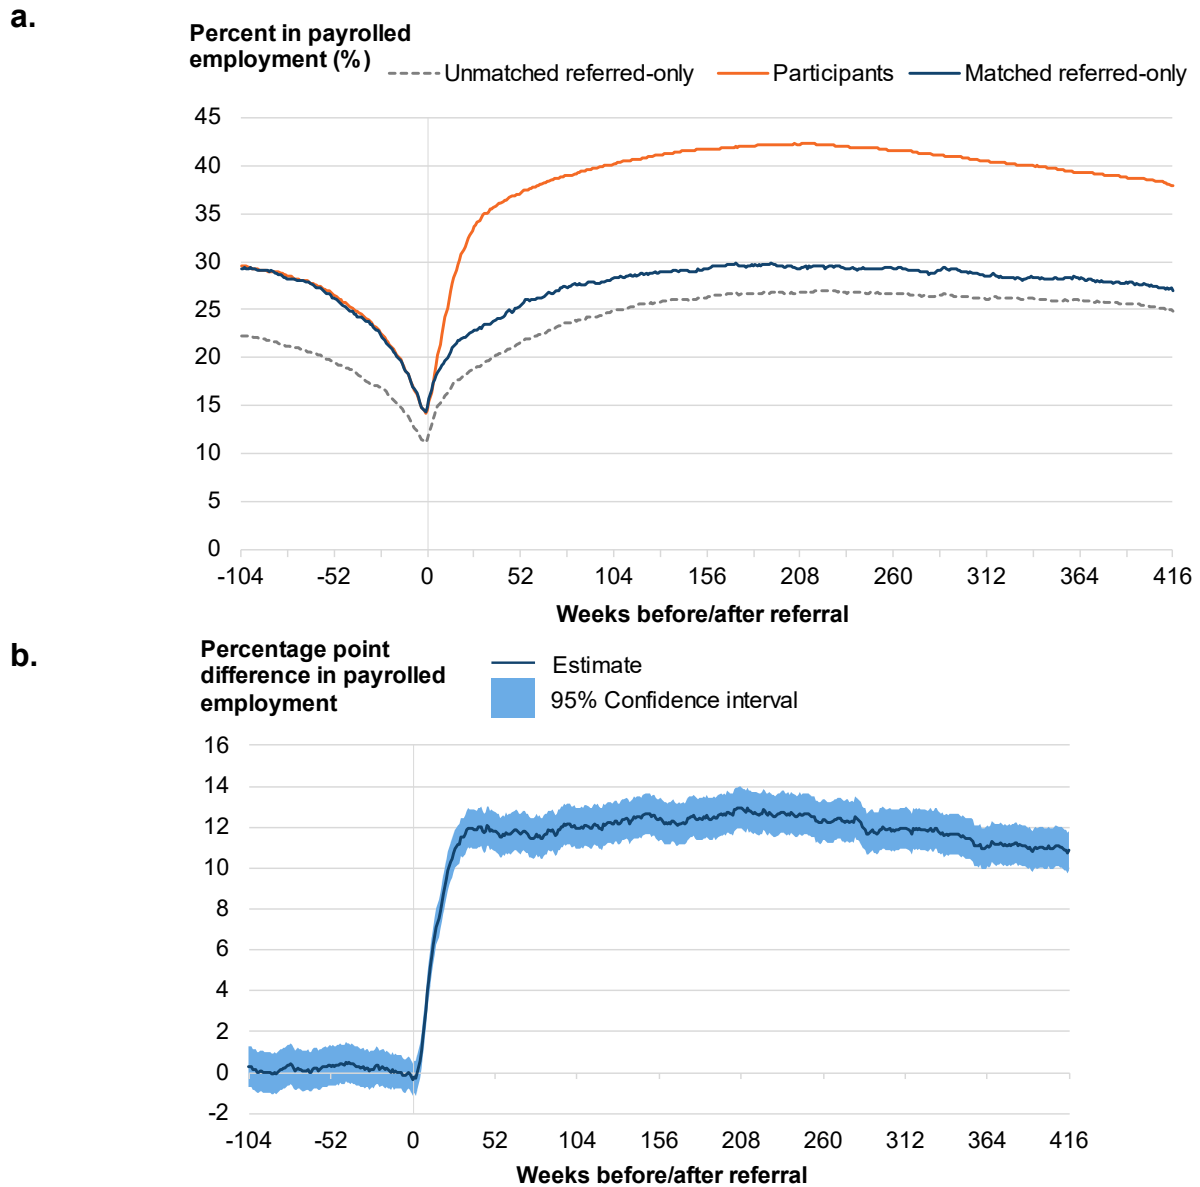 a.
Percent in payrolled
employment (%)
Unmatched referred-only
Participants
Matched referred-only
45
40
35
30
25
20
15
10
5
0
-104 -52 0 52 104 156 208 260 312 364 416
Weeks before/after referral
b.
Percentage point
difference in payrolled
employment
Estimate
95% Confidence interval
16
14
12
10
8
6
4
2
0
-2
-104 -52 0 52 104 156 208 260 312 364 416
Weeks before/after referral